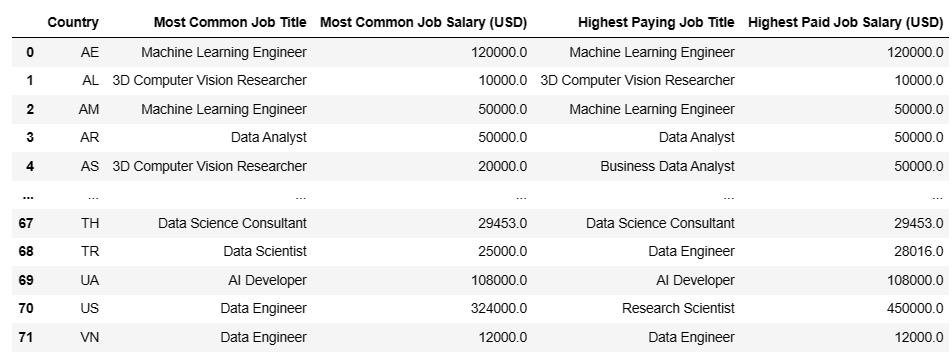 Country Most Common Job Title Most Common Job Salary (USD) Highest Paying Job Title Highest Paid Job Salary (USD)
0 AE Machine Learning Engineer 120000.0 Machine Learning Engineer 120000.0
1 AL 3D Computer Vision Researcher 10000.0 3D Computer Vision Researcher 10000.0
2 AM Machine Learning Engineer 50000.0 Machine Learning Engineer 50000.0
3 AR Data Analyst 50000.0 Data Analyst 50000.0
4 AS 3D Computer Vision Researcher 20000.0 Business Data Analyst 50000.0
... ... ... ... ... ...
67 TH Data Science Consultant 29453.0 Data Science Consultant 29453.0
68 TR Data Scientist 25000.0 Data Engineer 28016.0
69 UA AI Developer 108000.0 AI Developer 108000.0
70 US Data Engineer 324000.0 Research Scientist 450000.0
71 VN Data Engineer 12000.0 Data Engineer 12000.0